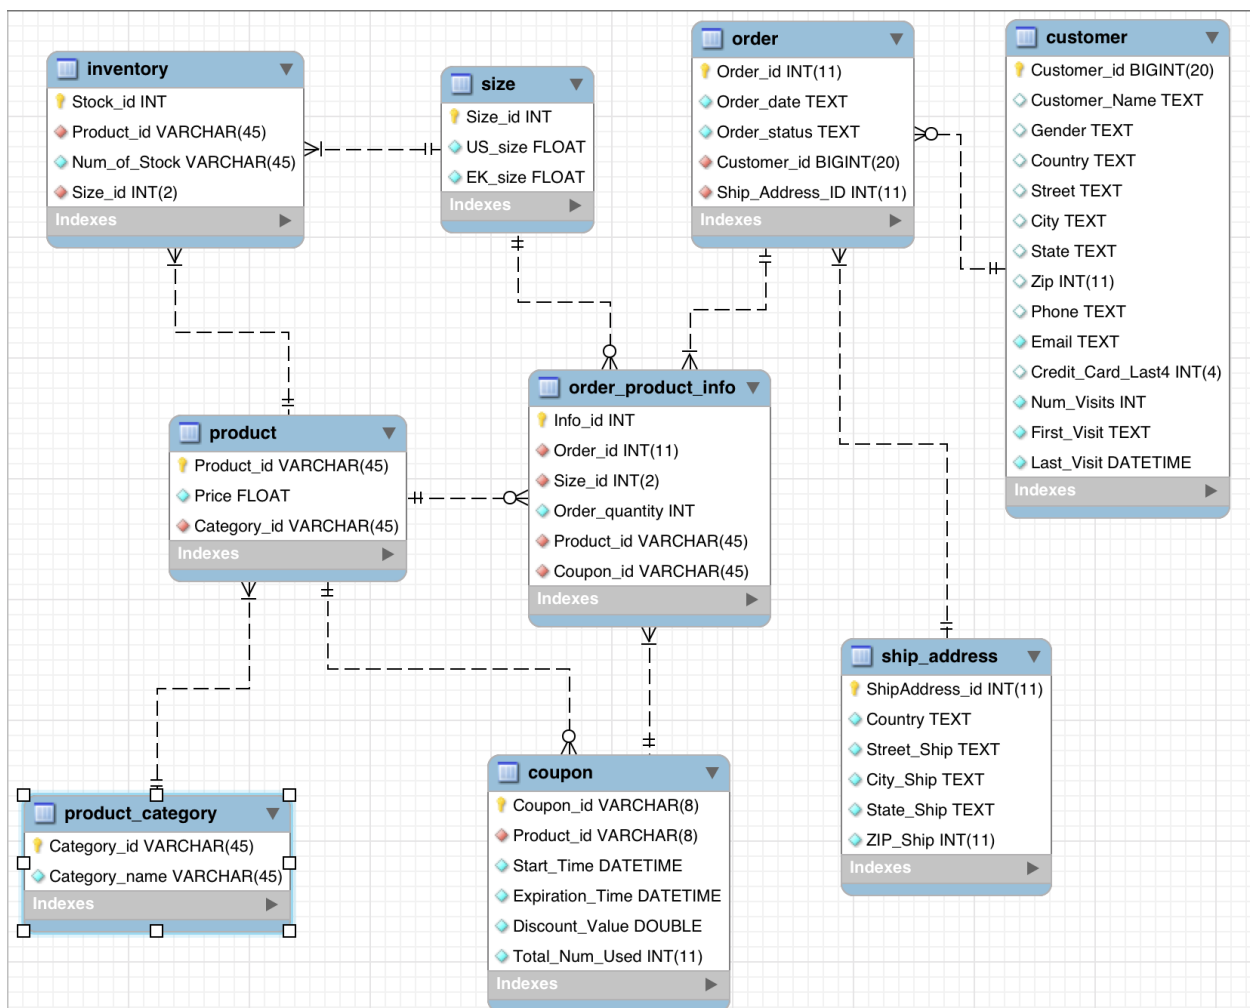 inventory
Stock_id INT
Product_id VARCHAR(45)
Num_of_Stock VARCHAR(45)
Size_id INT(2)
Indexes
size
Size_id INT
US_size FLOAT
EK_size FLOAT
Indexes
order
Order_id INT(11)
Order_date TEXT
Order_status TEXT
Customer_id BIGINT(20)
Ship_Address_ID INT(11)
Indexes
customer
Customer_id BIGINT(20)
Customer_Name TEXT
Gender TEXT
Country TEXT
Street TEXT
City TEXT
State TEXT
Zip INT(11)
Phone TEXT
Email TEXT
Credit_Card_Last4 INT(4)
Num_Visits INT
First_Visit TEXT
Last_Visit DATETIME
Indexes
product
Product_id VARCHAR(45)
Price FLOAT
Category_id VARCHAR(45)
Indexes
order_product_info
Info_id INT
Order_id INT(11)
Size_id INT(2)
Order_quantity INT
Product_id VARCHAR(45)
Coupon_id VARCHAR(45)
Indexes
ship_address
ShipAddress_id INT(11)
Country TEXT
Street_Ship TEXT
City_Ship TEXT
State_Ship TEXT
ZIP_Ship INT(11)
Indexes
product_category
Category_id VARCHAR(45)
Category_name VARCHAR(45)
Indexes
coupon
Coupon_id VARCHAR(8)
Product_id VARCHAR(8)
Start_Time DATETIME
Expiration_Time DATETIME
Discount_Value DOUBLE
Total_Num_Used INT(11)
Indexes